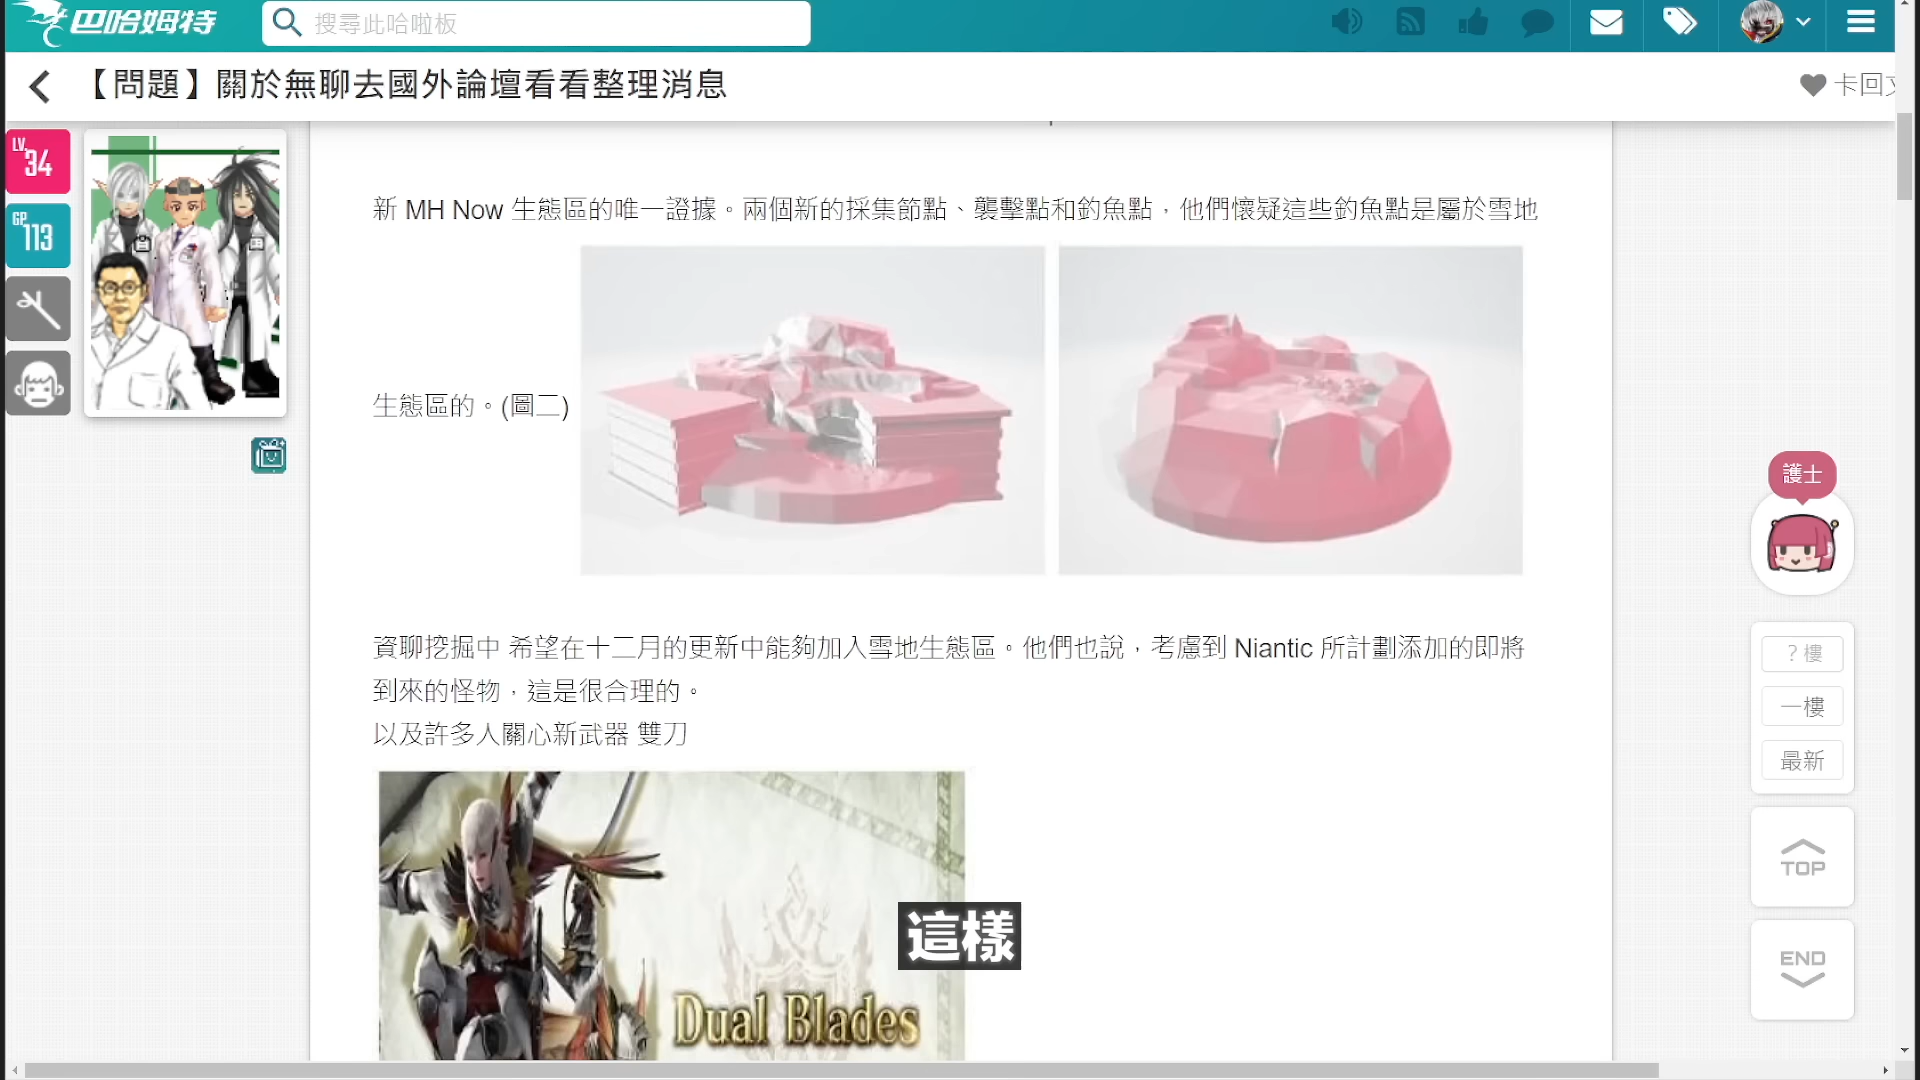 巴哈姆特
搜尋此哈啦板
【問題】關於無聊去國外論壇看看整理消息
卡回文
LV.
34
GP
113
新 MH Now 生態區的唯一證據。兩個新的採集節點、襲擊點和釣魚點，他們懷疑這些釣魚點是屬於雪地
生態區的。(圖二)
護士
資聊挖掘中 希望在十二月的更新中能夠加入雪地生態區。他們也說，考慮到 Niantic 所計劃添加的即將
到來的怪物，這是很合理的。
以及許多人關心新武器 雙刀
? 樓
一樓
最新
TOP
END
這樣
Dual Blades